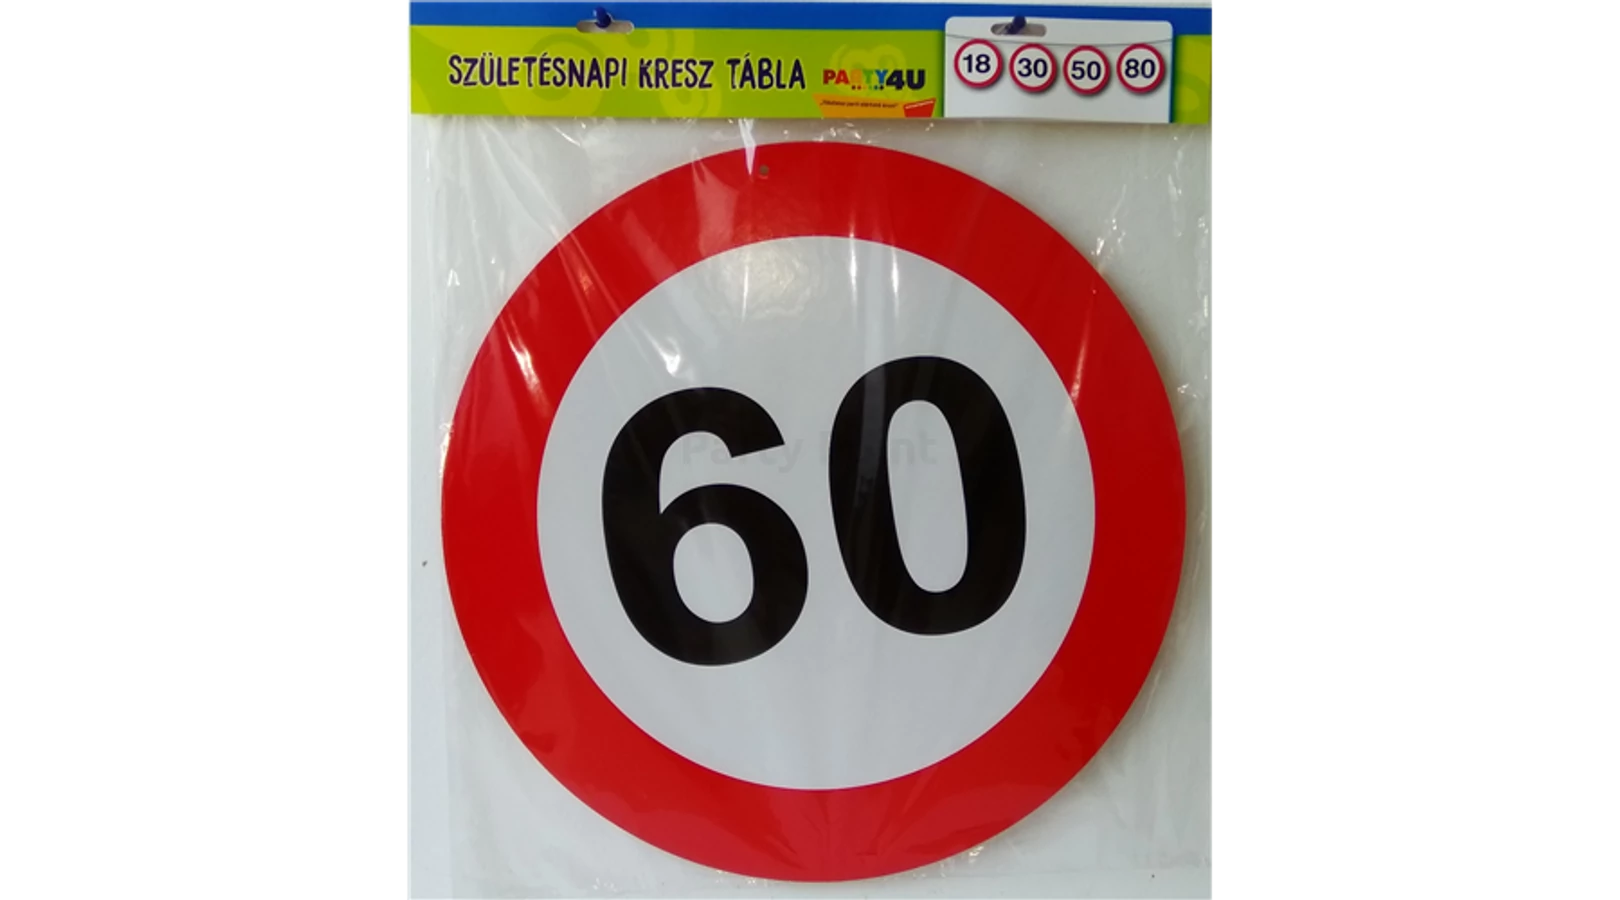 SZÜLETÉSNAPI KRESZ TÁBLA
PARTY4U
18 30 50 80
60